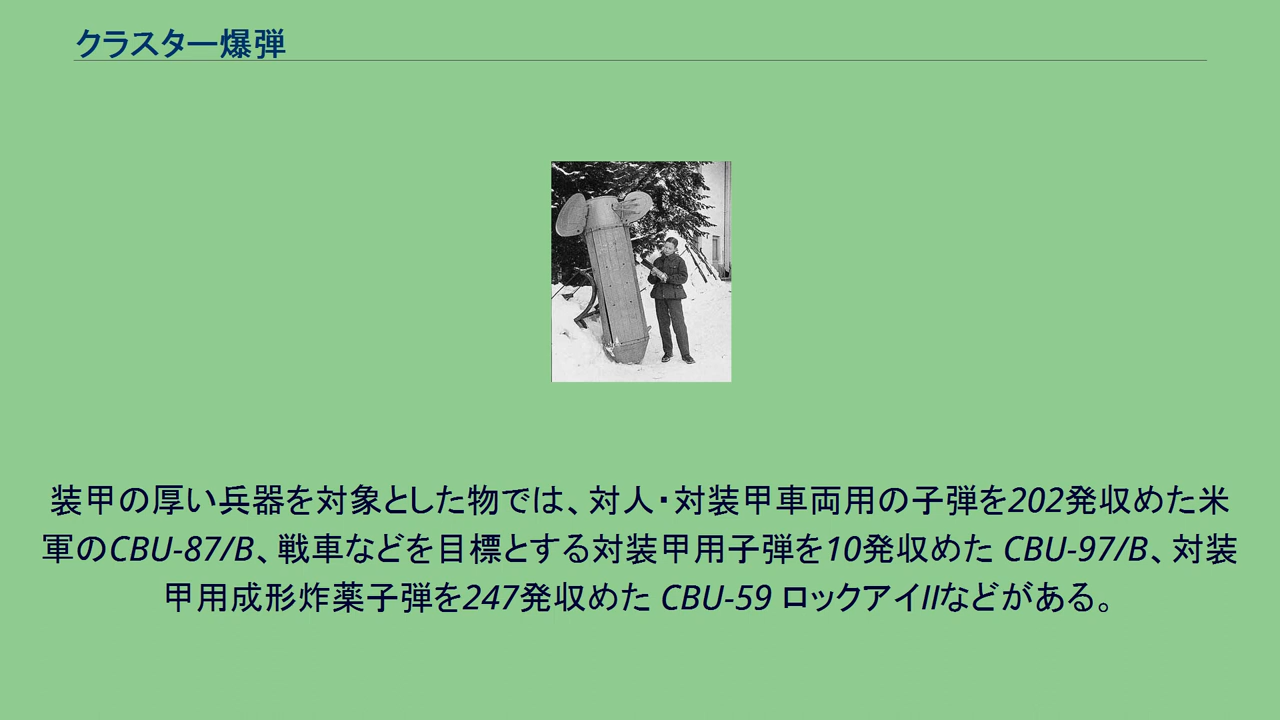 クラスター爆弾
装甲の厚い兵器を対象とした物では、対人・対装甲車両用の子弾を202発収めた米
軍のCBU-87/B、戦車などを目標とする対装甲用子弾を10発収めた CBU-97/B、対装
甲用成形炸薬子弾を247発収めた CBU-59 ロックアイIIなどがある。